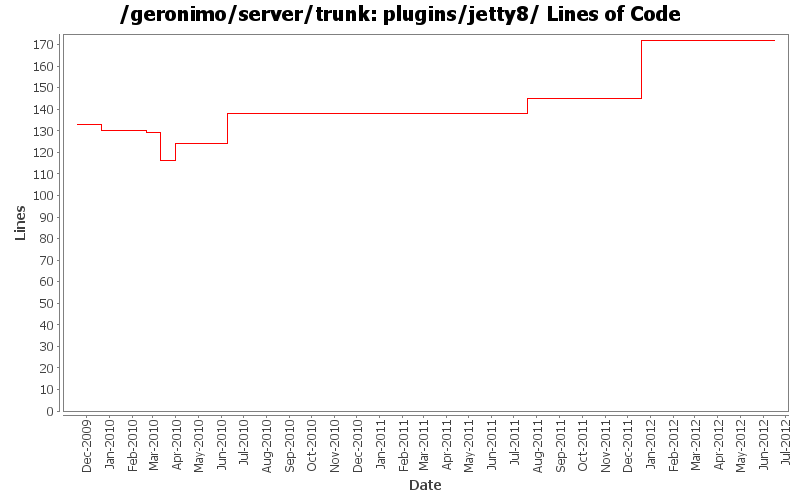 /geronimo/server/trunk: plugins/jetty8/ Lines of Code
170
160
150
140
130
120
110
100
90
80
70
60
50
40
30
20
10
0
Lines
Dec-2009
Jan-2010
Feb-2010
Mar-2010
Apr-2010
May-2010
Jun-2010
Jul-2010
Aug-2010
Sep-2010
Oct-2010
Nov-2010
Dec-2010
Jan-2011
Feb-2011
Mar-2011
Apr-2011
May-2011
Jun-2011
Jul-2011
Aug-2011
Sep-2011
Oct-2011
Nov-2011
Dec-2011
Jan-2012
Feb-2012
Mar-2012
Apr-2012
May-2012
Jun-2012
Jul-2012
Date